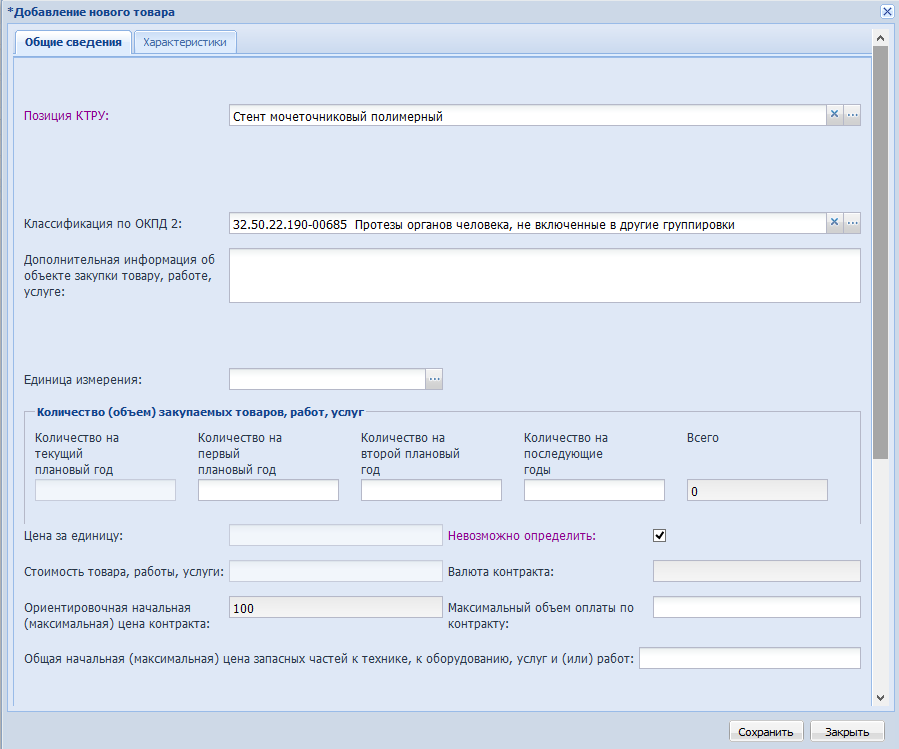 *Добавление нового товара
Общие сведения
Характеристики
Позиция КТРУ:
Стент мочеточниковый полимерный
Классификация по ОКПД 2:
32.50.22.190-00685 Протезы органов человека, не включенные в другие группировки
Дополнительная информация об
объекте закупки товару, работе,
услуге:
Единица измерения:
Количество (объем) закупаемых товаров, работ, услуг
Количество на
текущий
плановый год
Количество на
первый
плановый год
Количество на
второй плановый
год
Количество на
последующие
годы
Всего
0
Цена за единицу:
Невозможно определить:
Стоимость товара, работы, услуги:
Валюта контракта:
Ориентировочная начальная
(максимальная) цена контракта:
100
Максимальный объем оплаты по
контракту:
Общая начальная (максимальная) цена запасных частей к технике, к оборудованию, услуг и (или) работ:
Сохранить
Закрыть